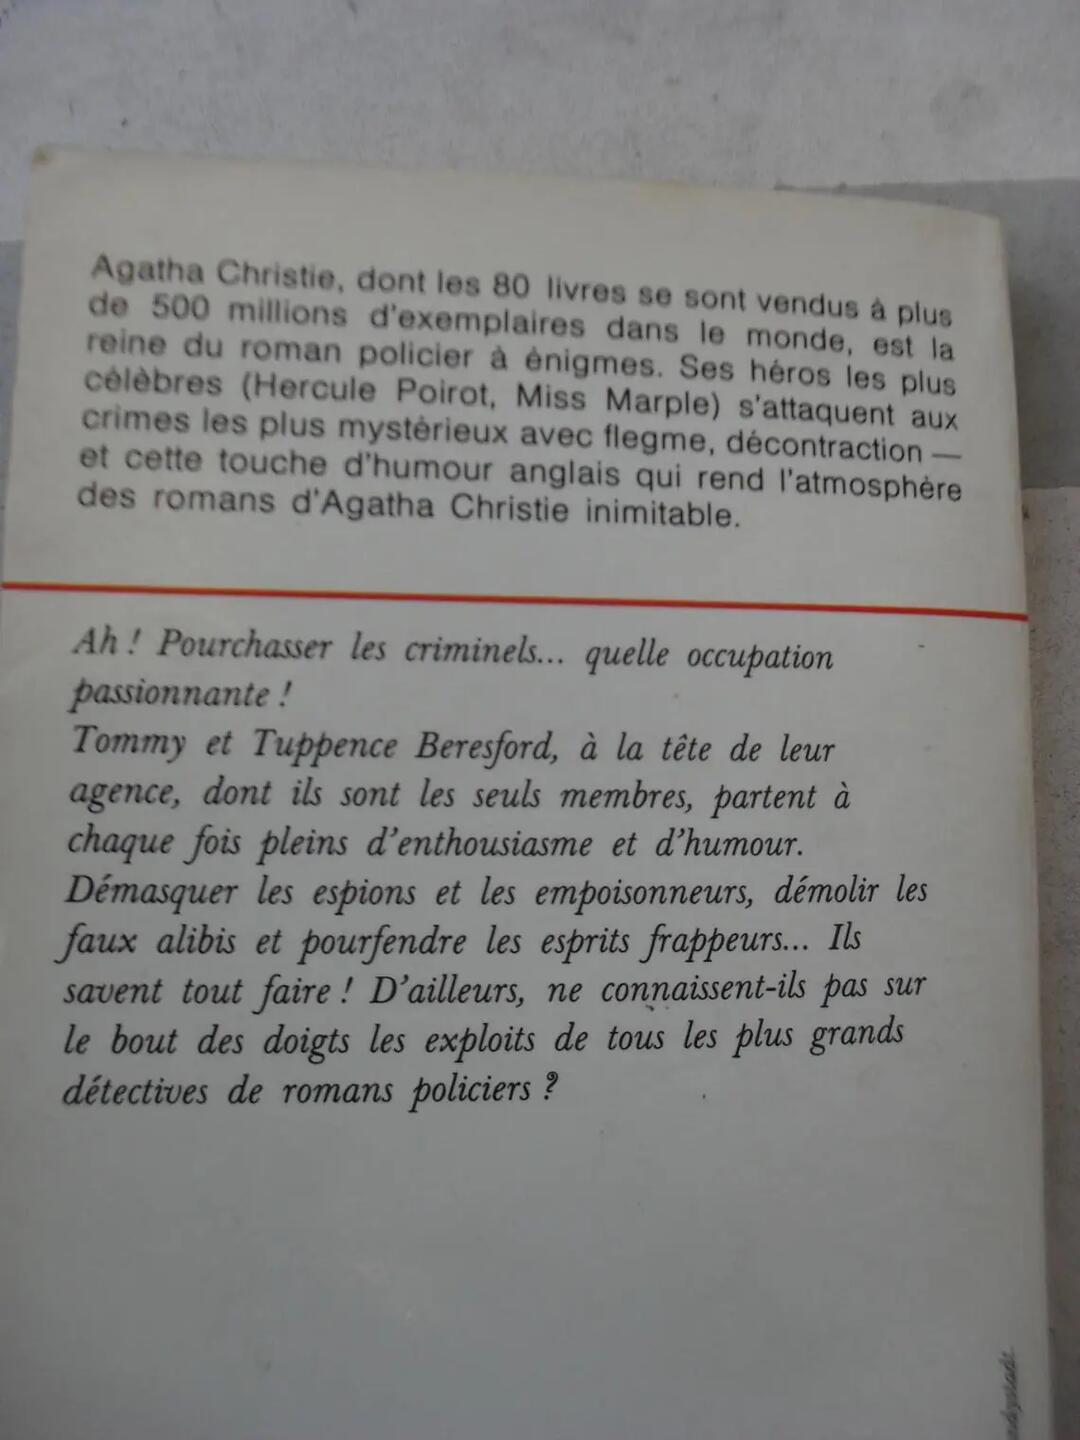 Agatha Christie, dont les 80 livres se sont vendus à plus
de 500 millions d'exemplaires dans le monde, est la
reine du roman policier à énigmes. Ses héros les plus
célèbres (Hercule Poirot, Miss Marple) s'attaquent aux
crimes les plus mystérieux avec flegme, décontraction —
et cette touche d'humour anglais qui rend l'atmosphère
des romans d'Agatha Christie inimitable.
Ah ! Pourchasser les criminels... quelle occupation
passionnante !
Tommy et Tuppence Beresford, à la tête de leur
agence, dont ils sont les seuls membres, partent à
chaque fois pleins d'enthousiasme et d'humour.
Démasquer les espions et les empoisonneurs, démolir les
faux alibis et pourfendre les esprits frappeurs... Ils
savent tout faire ! D'ailleurs, ne connaissent-ils pas sur
le bout des doigts les exploits de tous les plus grands
détectives de romans policiers ?